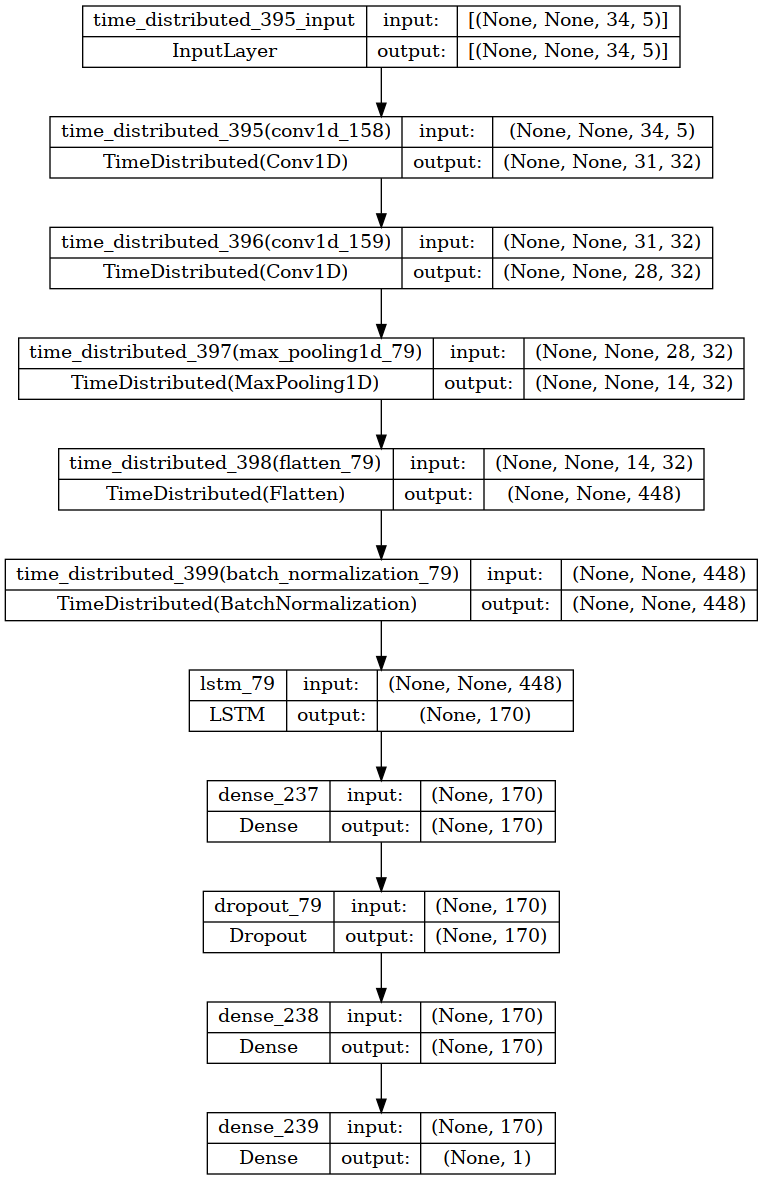 time_distributed_395_input input: [(None, None, 34, 5)]
InputLayer output: [(None, None, 34, 5)]
time_distributed_395(conv1d_158) input: (None, None, 34, 5)
TimeDistributed(Conv1D) output: (None, None, 31, 32)
time_distributed_396(conv1d_159) input: (None, None, 31, 32)
TimeDistributed(Conv1D) output: (None, None, 28, 32)
time_distributed_397(max_pooling1d_79) input: (None, None, 28, 32)
TimeDistributed(MaxPooling1D) output: (None, None, 14, 32)
time_distributed_398(flatten_79) input: (None, None, 14, 32)
TimeDistributed(Flatten) output: (None, None, 448)
time_distributed_399(batch_normalization_79) input: (None, None, 448)
TimeDistributed(BatchNormalization) output: (None, None, 448)
lstm_79 input: (None, None, 448)
LSTM output: (None, 170)
dense_237 input: (None, 170)
Dense output: (None, 170)
dropout_79 input: (None, 170)
Dropout output: (None, 170)
dense_238 input: (None, 170)
Dense output: (None, 170)
dense_239 input: (None, 170)
Dense output: (None, 1)